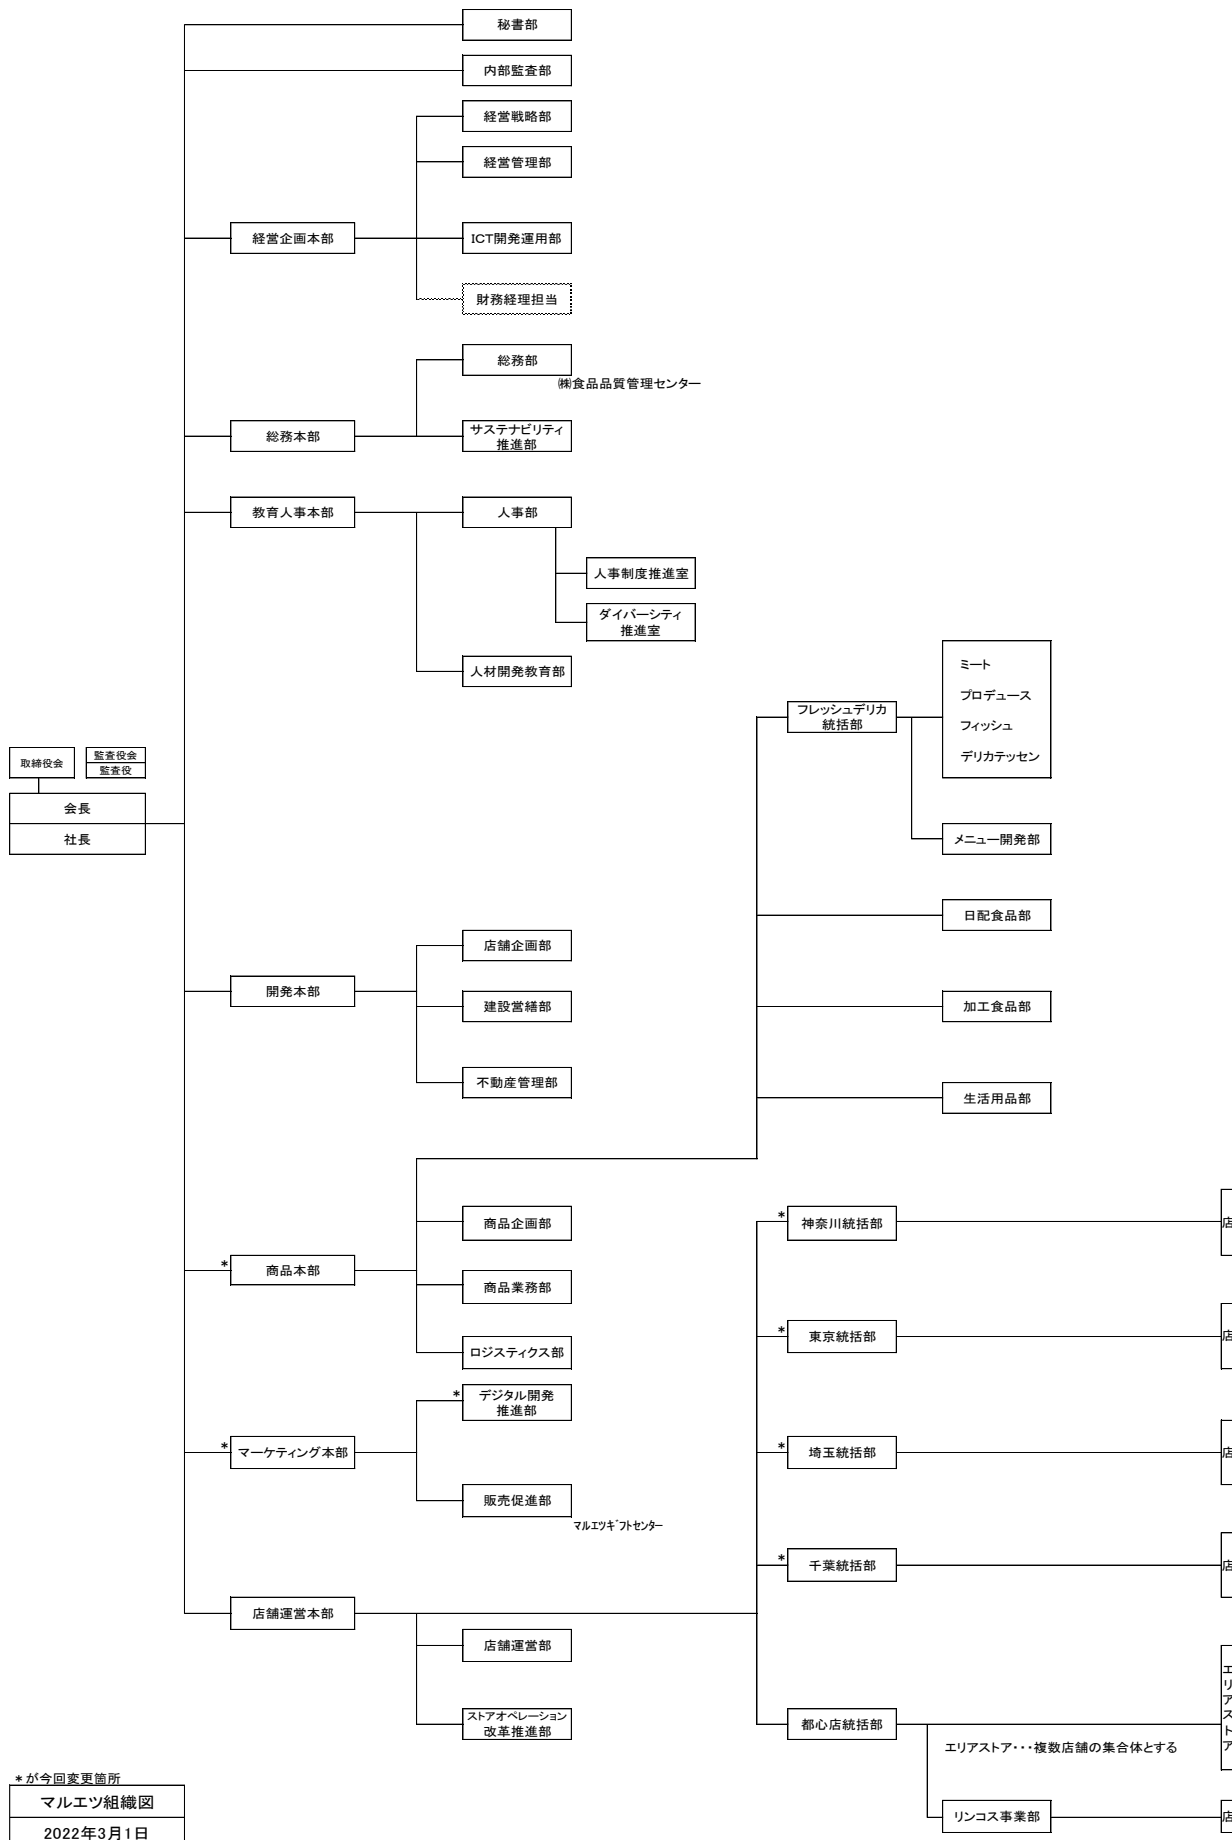 秘書部
内部監査部
経営戦略部
経営管理部
経営企画本部
ICT開発運用部
財務経理担当
総務部
㈱食品品質管理センター
総務本部
サステナビリティ
推進部
教育人事本部
人事部
人事制度推進室
ダイバーシティ
推進室
人材開発教育部
ミート
プロデュース
フィッシュ
デリカテッセン
フレッシュデリカ
統括部
取締役会
監査役会
監査役
会長
社長
メニュー開発部
日配食品部
店舗企画部
開発本部
建設営繕部
加工食品部
不動産管理部
生活用品部
商品企画部
* 神奈川統括部
店
* 商品本部
商品業務部
* 東京統括部
店
ロジスティクス部
* デジタル開発
推進部
* マーケティング本部
* 埼玉統括部
店
販売促進部
マルエツギフトセンター
* 千葉統括部
店
店舗運営本部
店舗運営部
ストアオペレーション
改革推進部
都心店統括部
エリアストア
エリアストア・・・複数店舗の集合体とする
リンコス事業部
店
*が今回変更箇所
マルエツ組織図
2022年3月1日